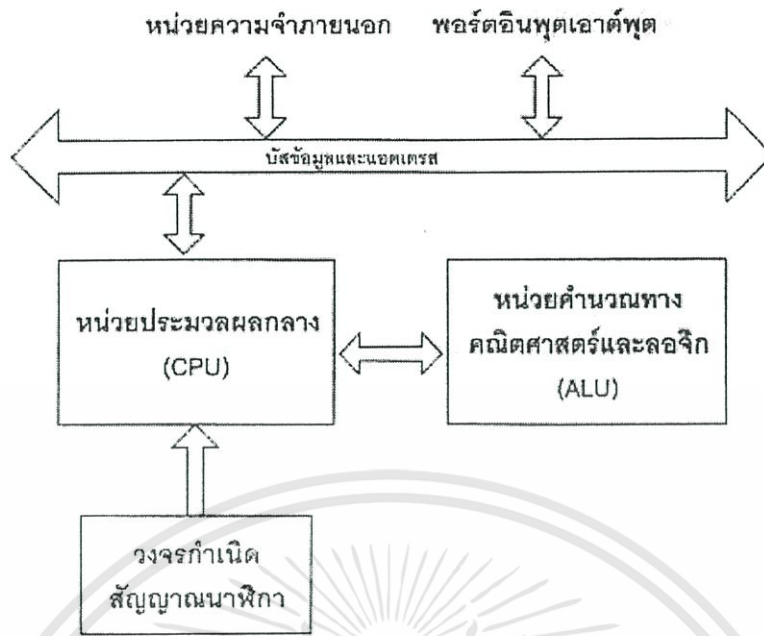 หน่วยความจำภายนอก พอร์ตอินพุตเอาต์พุต
บัสข้อมูลและแอดเดรส
หน่วยประมวลผลกลาง
(CPU)
หน่วยคำนวณทาง
คณิตศาสตร์และลอจิก
(ALU)
วงจรกำเนิด
สัญญาณนาฬิกา